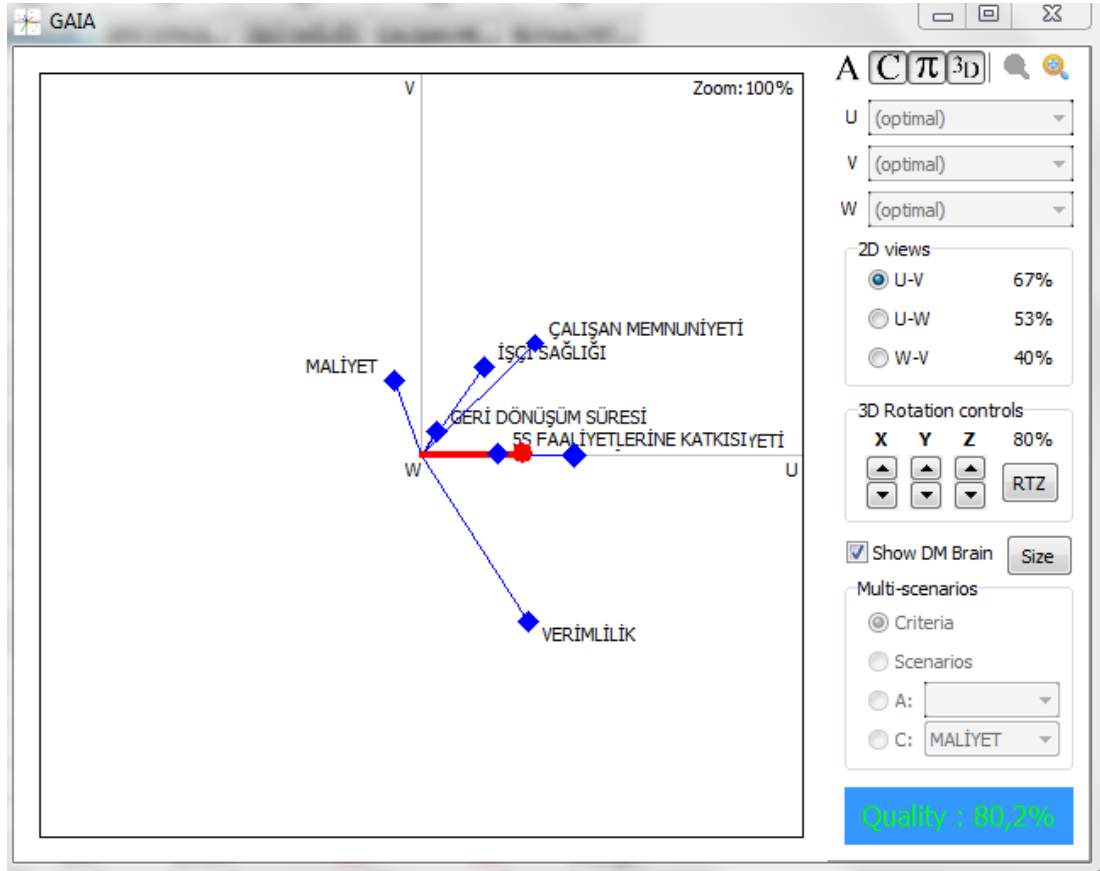 GAIA
V
Zoom:100%
ÇALIŞAN MEMNUNİYETİ
İŞÇİ SAĞLIĞI
MALİYET
GERİ DÖNÜŞÜM SÜRESİ
5S FAALİYETLERİNE KATKISI YETİ
W
U
VERİMLİLİK
A C π 3D
U (optimal)
V (optimal)
W (optimal)
2D views
U-V 67%
U-W 53%
W-V 40%
3D Rotation controls
X Y Z 80%
RTZ
Show DM Brain Size
Multi-scenarios
Criteria
Scenarios
A:
C: MALİYET
Quality : 80,2%